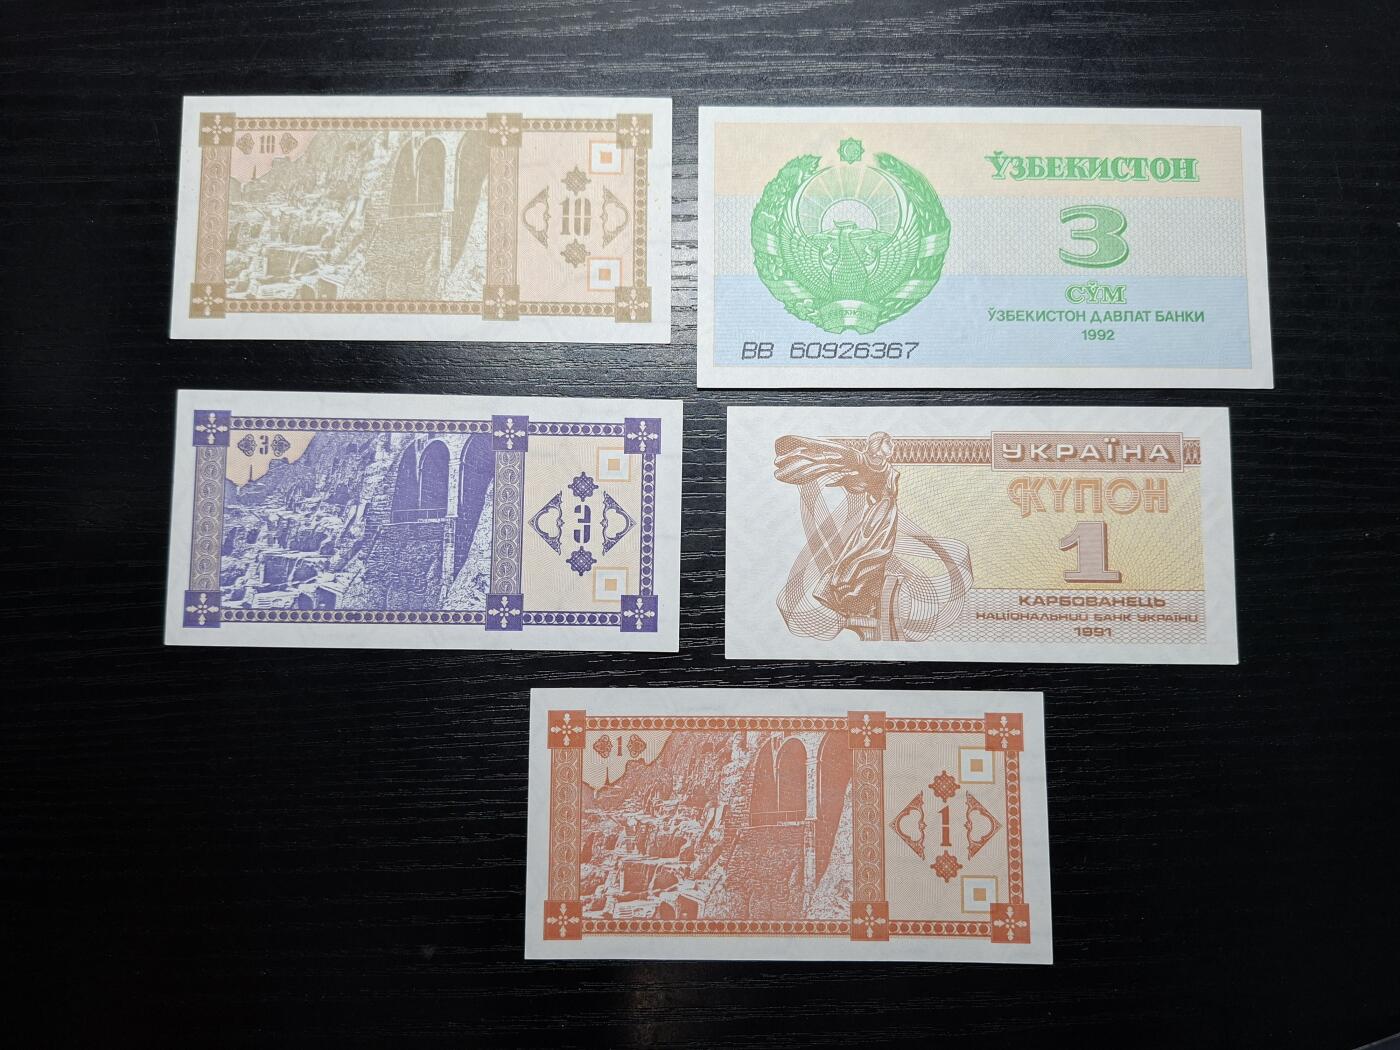 10
10
ЎЗБЕКИСТОН
3
СЎМ
ЎЗБЕКИСТОН ДАВЛАТ БАНКИ
1992
ВВ 60926367
3
3
УКРАЇНА
КУПОН
1
КАРБОВАНЕЦЬ
НАЦІОНАЛЬНИЙ БАНК УКРАЇНИ
1991
1
1